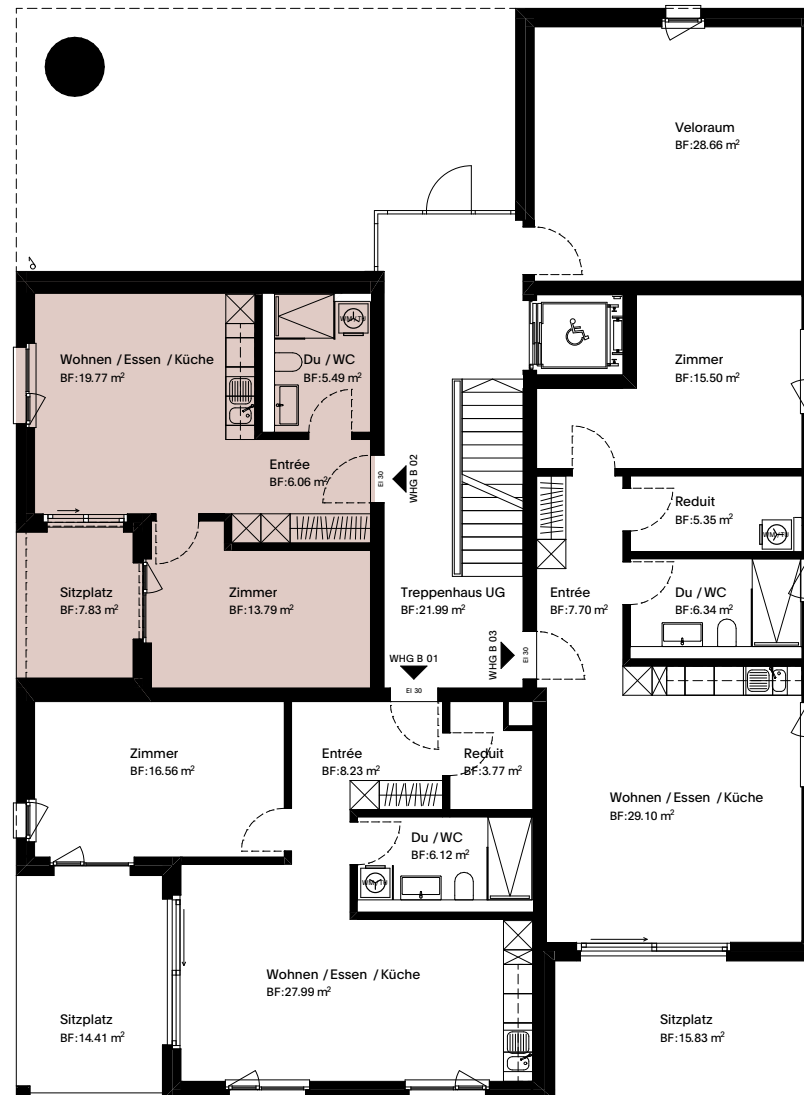 Veloraum
BF:28.66 m²
Wohnen / Essen / Küche
BF:19.77 m²
Du / WC
BF:5.49 m²
WM/TU
Zimmer
BF:15.50 m²
Entrée
BF:6.06 m²
EI 30
WHG B 02
Reduit
BF:5.35 m²
WM/TU
Sitzplatz
BF:7.83 m²
Zimmer
BF:13.79 m²
Treppenhaus UG
BF:21.99 m²
Entrée
BF:7.70 m²
Du / WC
BF:6.34 m²
WHG B 03
EI 30
WHG B 01
EI 30
Zimmer
BF:16.56 m²
Entrée
BF:8.23 m²
Reduit
BF:3.77 m²
Wohnen / Essen / Küche
BF:29.10 m²
Du / WC
BF:6.12 m²
WM/TU
Wohnen / Essen / Küche
BF:27.99 m²
Sitzplatz
BF:14.41 m²
Sitzplatz
BF:15.83 m²